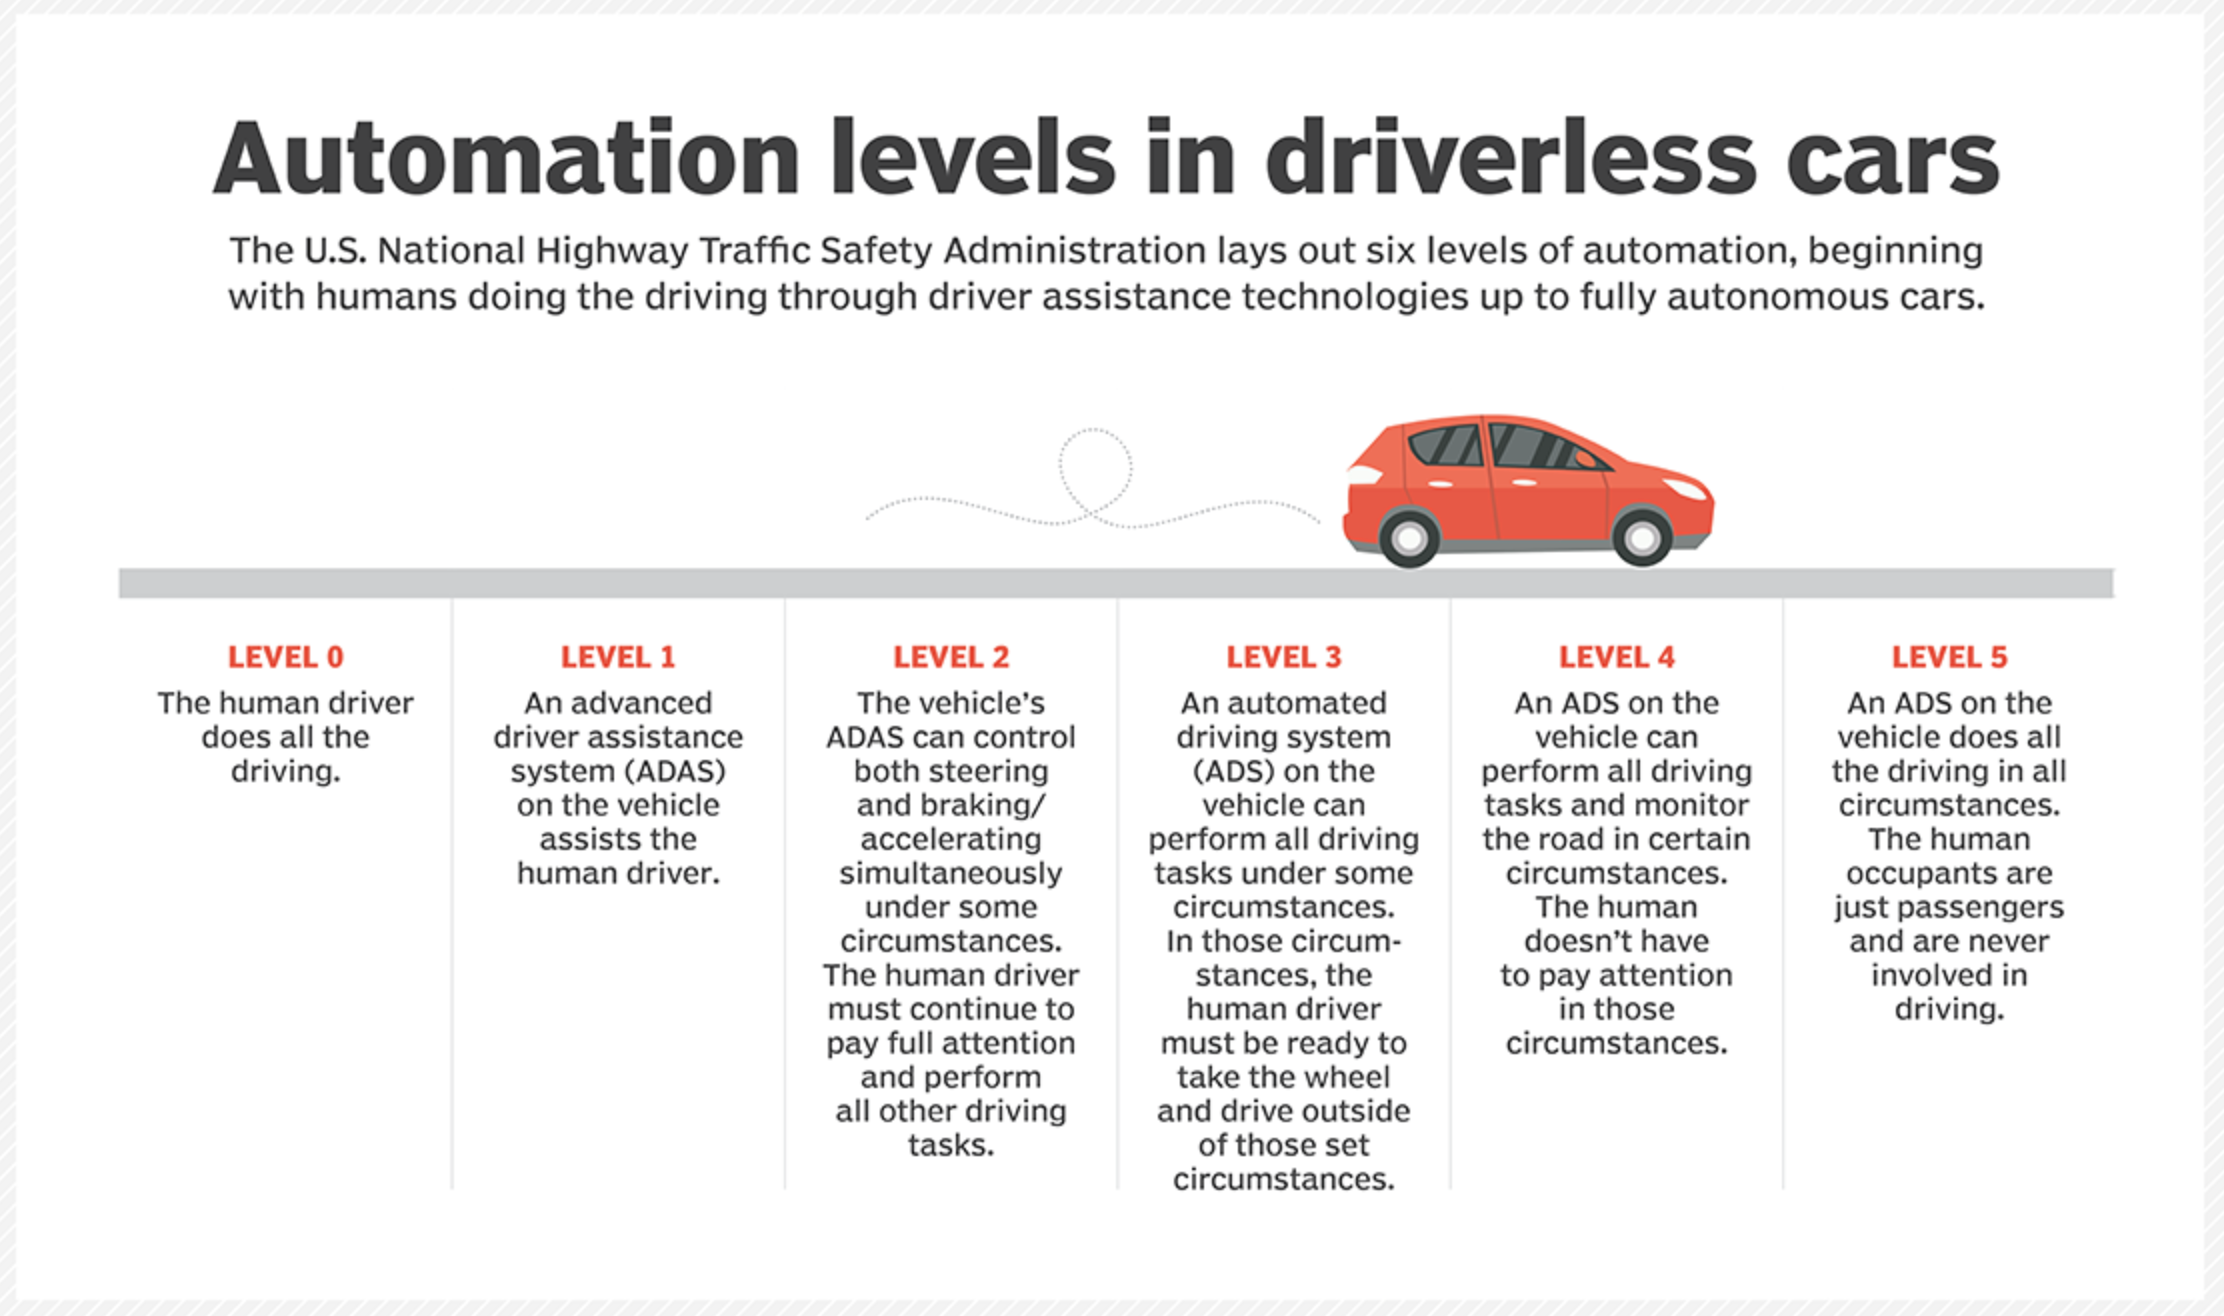 Automation levels in driverless cars
The U.S. National Highway Traffic Safety Administration lays out six levels of automation, beginning
with humans doing the driving through driver assistance technologies up to fully autonomous cars.
LEVEL 0
The human driver
does all the
driving.
LEVEL 1
An advanced
driver assistance
system (ADAS)
on the vehicle
assists the
human driver.
LEVEL 2
The vehicle’s
ADAS can control
both steering
and braking/
accelerating
simultaneously
under some
circumstances.
The human driver
must continue to
pay full attention
and perform
all other driving
tasks.
LEVEL 3
An automated
driving system
(ADS) on the
vehicle can
perform all driving
tasks under some
circumstances.
In those circum-
stances, the
human driver
must be ready to
take the wheel
and drive outside
of those set
circumstances.
LEVEL 4
An ADS on the
vehicle can
perform all driving
tasks and monitor
the road in certain
circumstances.
The human
doesn’t have
to pay attention
in those
circumstances.
LEVEL 5
An ADS on the
vehicle does all
the driving in all
circumstances.
The human
occupants are
just passengers
and are never
involved in
driving.